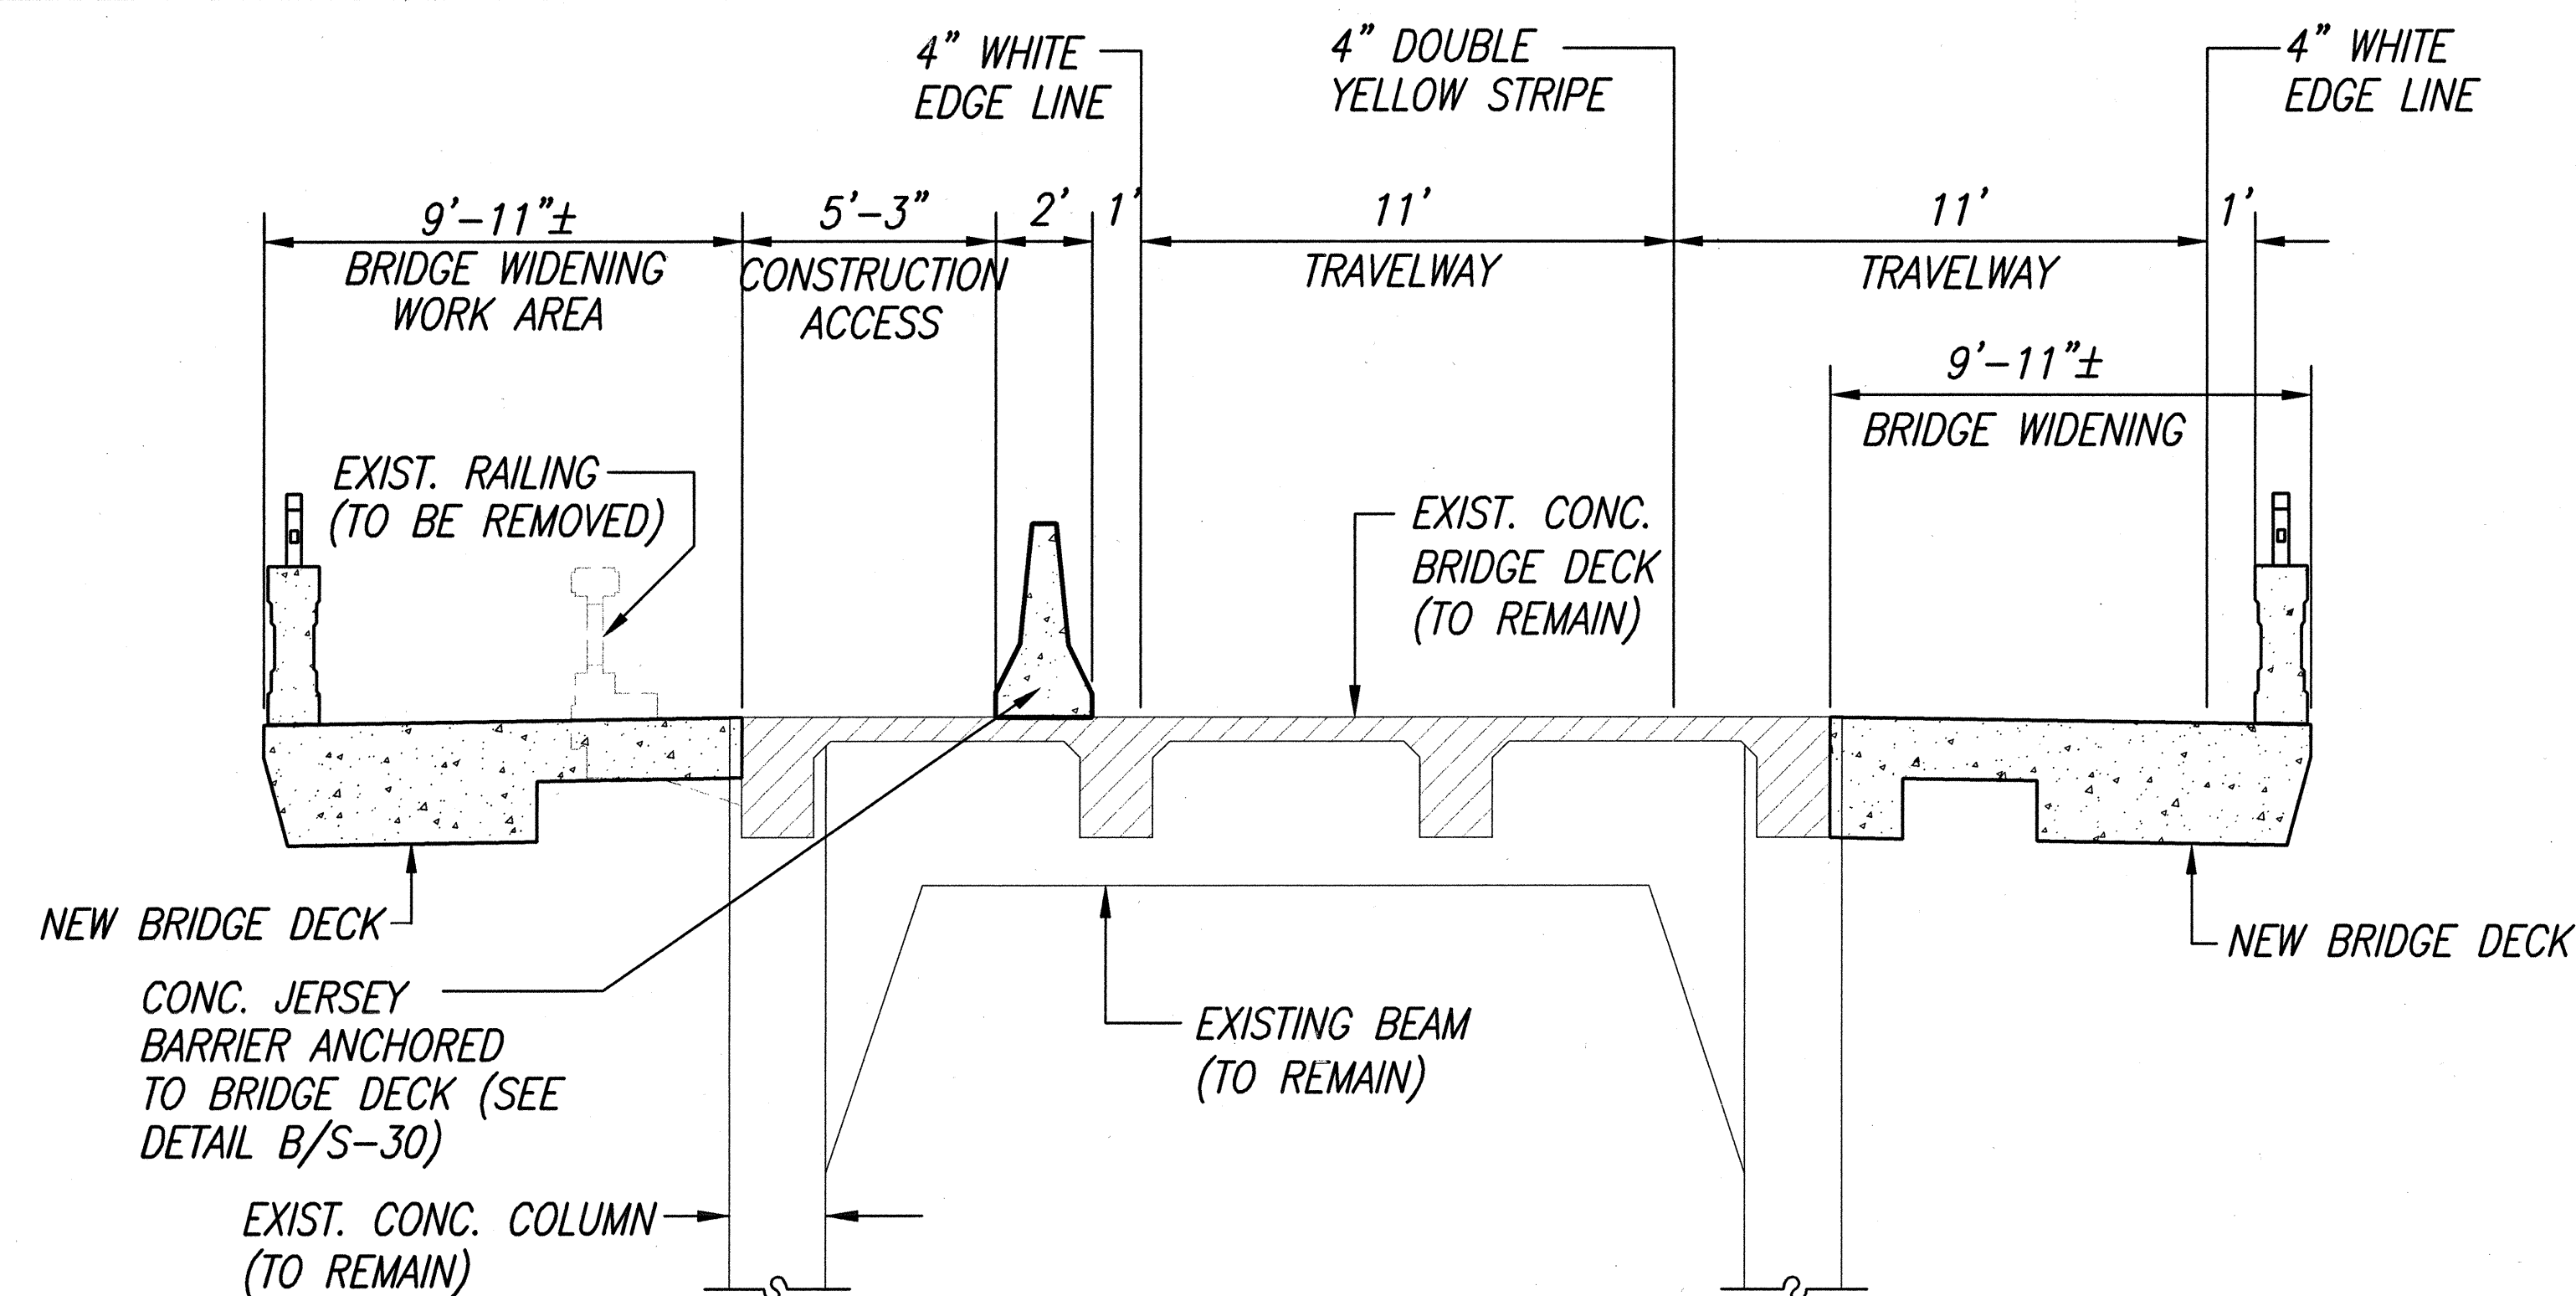 4" WHITE
EDGE LINE
4" DOUBLE
YELLOW STRIPE
4" WHITE
EDGE LINE
9'-11"±
BRIDGE WIDENING
WORK AREA
5'-3"
CONSTRUCTION
ACCESS
2'
1'
11'
TRAVELWAY
11'
TRAVELWAY
1'
9'-11"±
BRIDGE WIDENING
EXIST. RAILING
(TO BE REMOVED)
EXIST. CONC.
BRIDGE DECK
(TO REMAIN)
NEW BRIDGE DECK
NEW BRIDGE DECK
CONC. JERSEY
BARRIER ANCHORED
TO BRIDGE DECK (SEE
DETAIL B/S-30)
EXISTING BEAM
(TO REMAIN)
EXIST. CONC. COLUMN
(TO REMAIN)